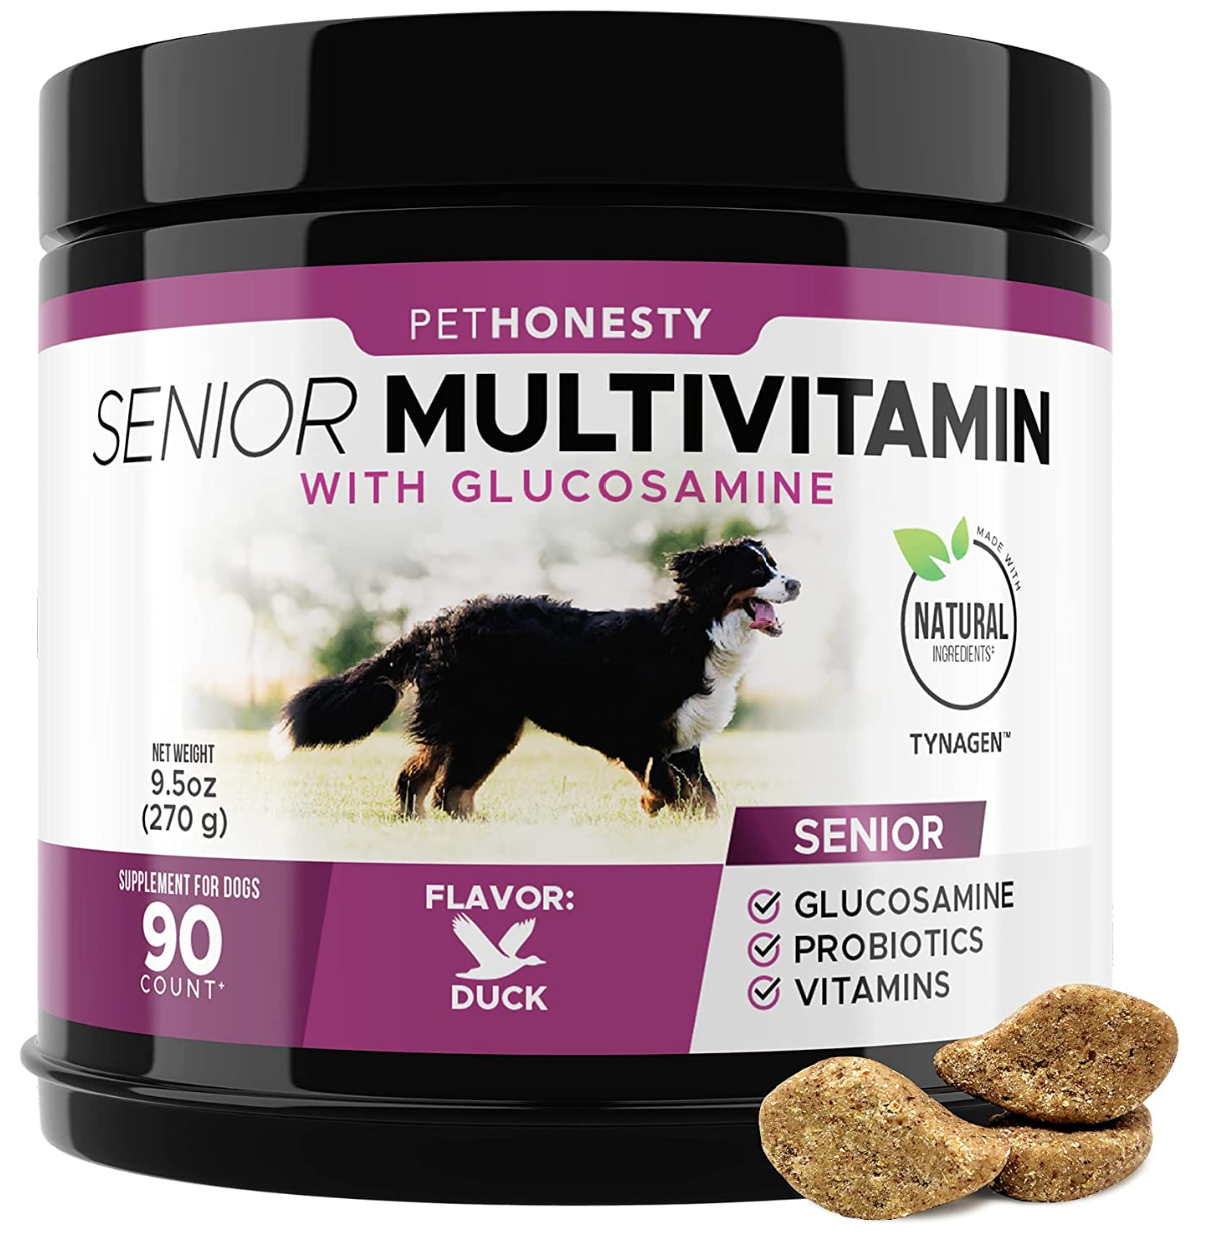 PETHONESTY
SENIOR MULTIVITAMIN
WITH GLUCOSAMINE
MADE WITH
NATURAL
INGREDIENTS‡
TYNAGEN™
NET WEIGHT
9.5oz
(270 g)
SUPPLEMENT FOR DOGS
90
COUNT+
FLAVOR:
DUCK
SENIOR
GLUCOSAMINE
PROBIOTICS
VITAMINS